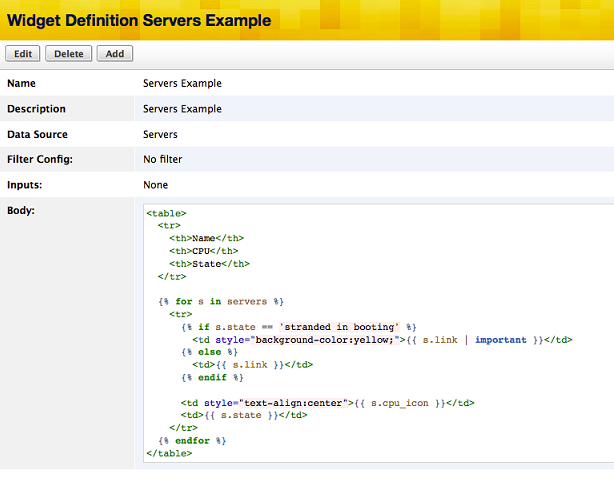 Widget Definition Servers Example
Edit Delete Add
Name Servers Example
Description Servers Example
Data Source Servers
Filter Config: No filter
Inputs: None
Body:
<table>
  <tr>
    <th>Name</th>
    <th>CPU</th>
    <th>State</th>
  </tr>

  {% for s in servers %}
    <tr>
      {% if s.state == 'stranded in booting' %}
        <td style="background-color:yellow;">{{ s.link | important }}</td>
      {% else %}
        <td>{{ s.link }}</td>
      {% endif %}

      <td style="text-align:center">{{ s.cpu_icon }}</td>
      <td>{{ s.state }}</td>
    </tr>
  {% endfor %}
</table>